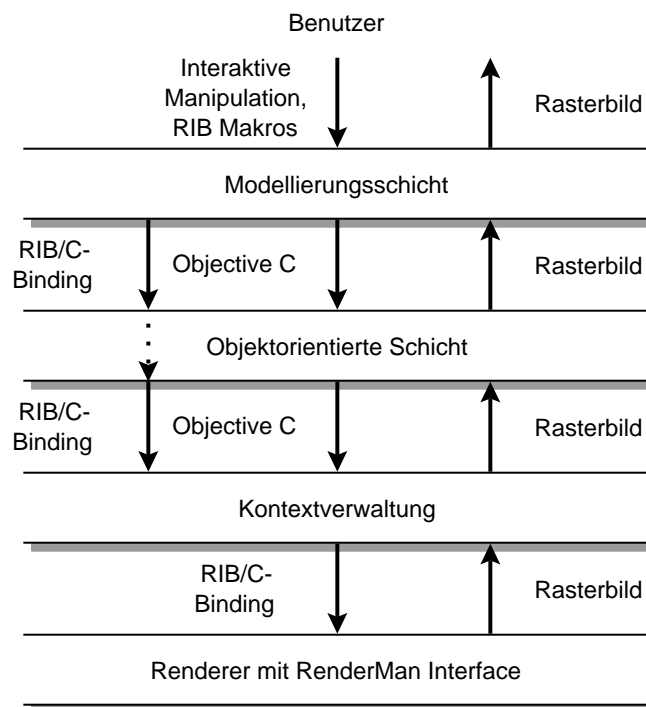 Benutzer
Interaktive
Manipulation,
RIB Makros
Rasterbild
Modellierungsschicht
RIB/C-
Binding
Objective C
Rasterbild
Objektorientierte Schicht
RIB/C-
Binding
Objective C
Rasterbild
Kontextverwaltung
RIB/C-
Binding
Rasterbild
Renderer mit RenderMan Interface